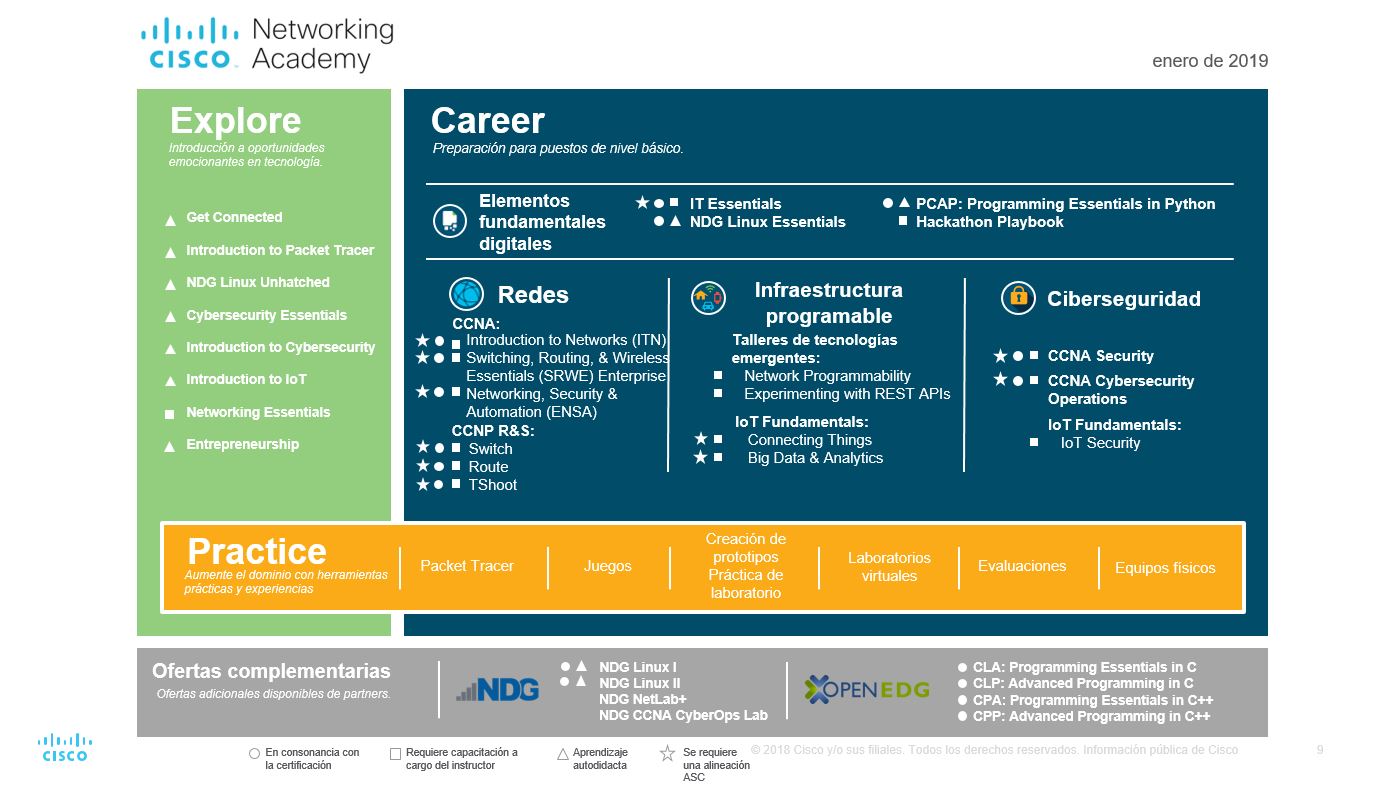 CISCO
Networking
Academy
enero de 2019
Explore
Introducción a oportunidades
emocionantes en tecnología.
Get Connected
Introduction to Packet Tracer
NDG Linux Unhatched
Cybersecurity Essentials
Introduction to Cybersecurity
Introduction to IoT
Networking Essentials
Entrepreneurship
Career
Preparación para puestos de nivel básico.
Elementos
fundamentales
digitales
IT Essentials
NDG Linux Essentials
PCAP: Programming Essentials in Python
Hackathon Playbook
Redes
CCNA:
Introduction to Networks (ITN)
Switching, Routing, & Wireless
Essentials (SRWE) Enterprise
Networking, Security &
Automation (ENSA)
CCNP R&S:
Switch
Route
TShoot
Infraestructura
programable
Talleres de tecnologías
emergentes:
Network Programmability
Experimenting with REST APIs
IoT Fundamentals:
Connecting Things
Big Data & Analytics
Ciberseguridad
CCNA Security
CCNA Cybersecurity
Operations
IoT Fundamentals:
IoT Security
Practice
Aumente el dominio con herramientas
prácticas y experiencias
Packet Tracer
Juegos
Creación de
prototipos
Práctica de
laboratorio
Laboratorios
virtuales
Evaluaciones
Equipos físicos
Ofertas complementarias
Ofertas adicionales disponibles de partners.
NDG
NDG Linux I
NDG Linux II
NDG NetLab+
NDG CCNA CyberOps Lab
OPENEDG
CLA: Programming Essentials in C
CLP: Advanced Programming in C
CPA: Programming Essentials in C++
CPP: Advanced Programming in C++
CISCO
En consonancia con
la certificación
Requiere capacitación a
cargo del instructor
Aprendizaje
autodidacta
Se requiere
una alineación
ASC
© 2018 Cisco y/o sus filiales. Todos los derechos reservados. Información pública de Cisco
9